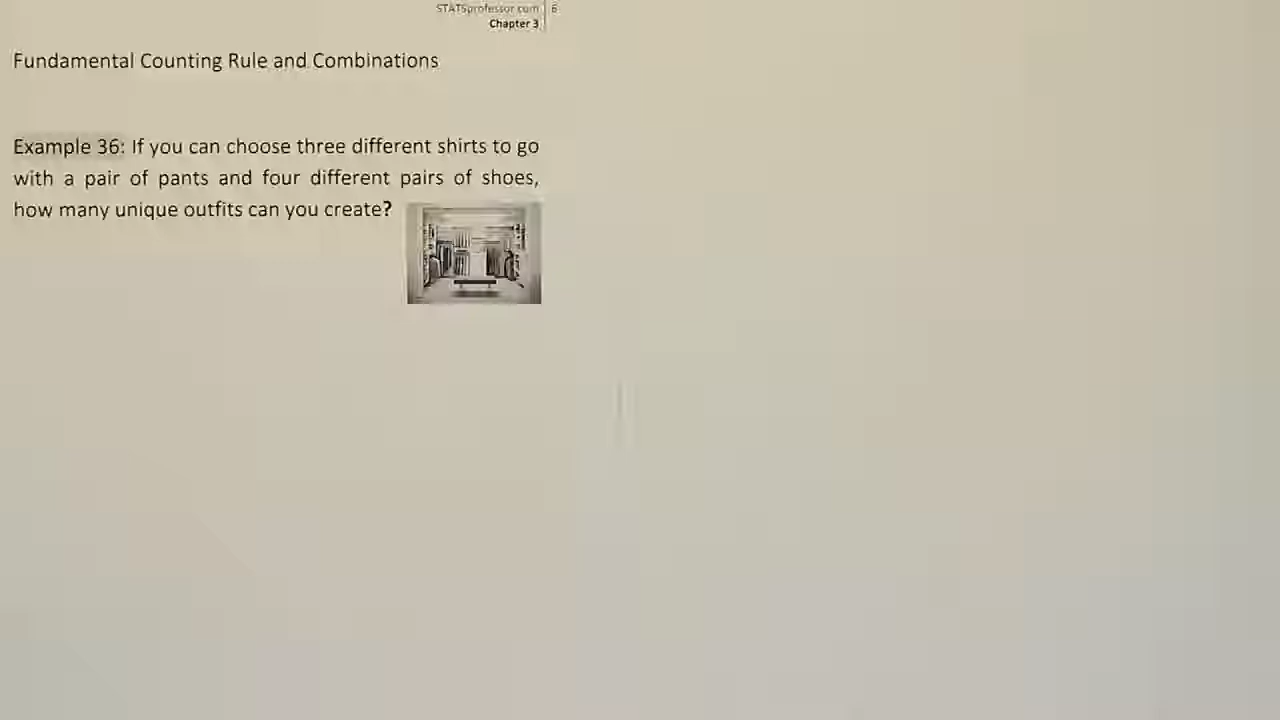 STATSprofessor.com 6
Chapter 3
Fundamental Counting Rule and Combinations
Example 36: If you can choose three different shirts to go
with a pair of pants and four different pairs of shoes,
how many unique outfits can you create?